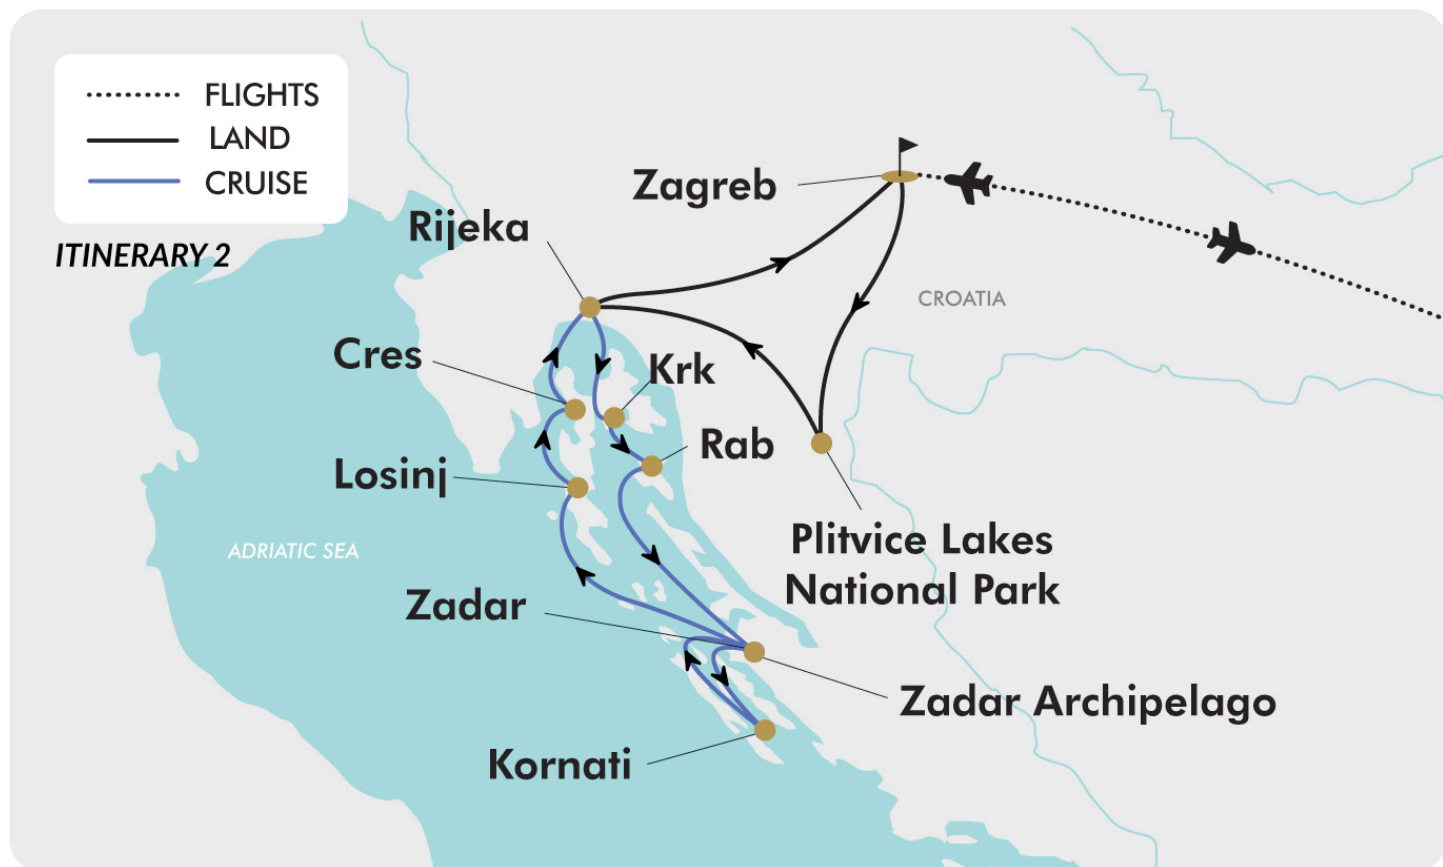 FLIGHTS
LAND
CRUISE
ITINERARY 2
Zagreb
Rijeka
CROATIA
Cres
Krk
Rab
Losinj
Plitvice Lakes
National Park
ADRIATIC SEA
Zadar
Zadar Archipelago
Kornati